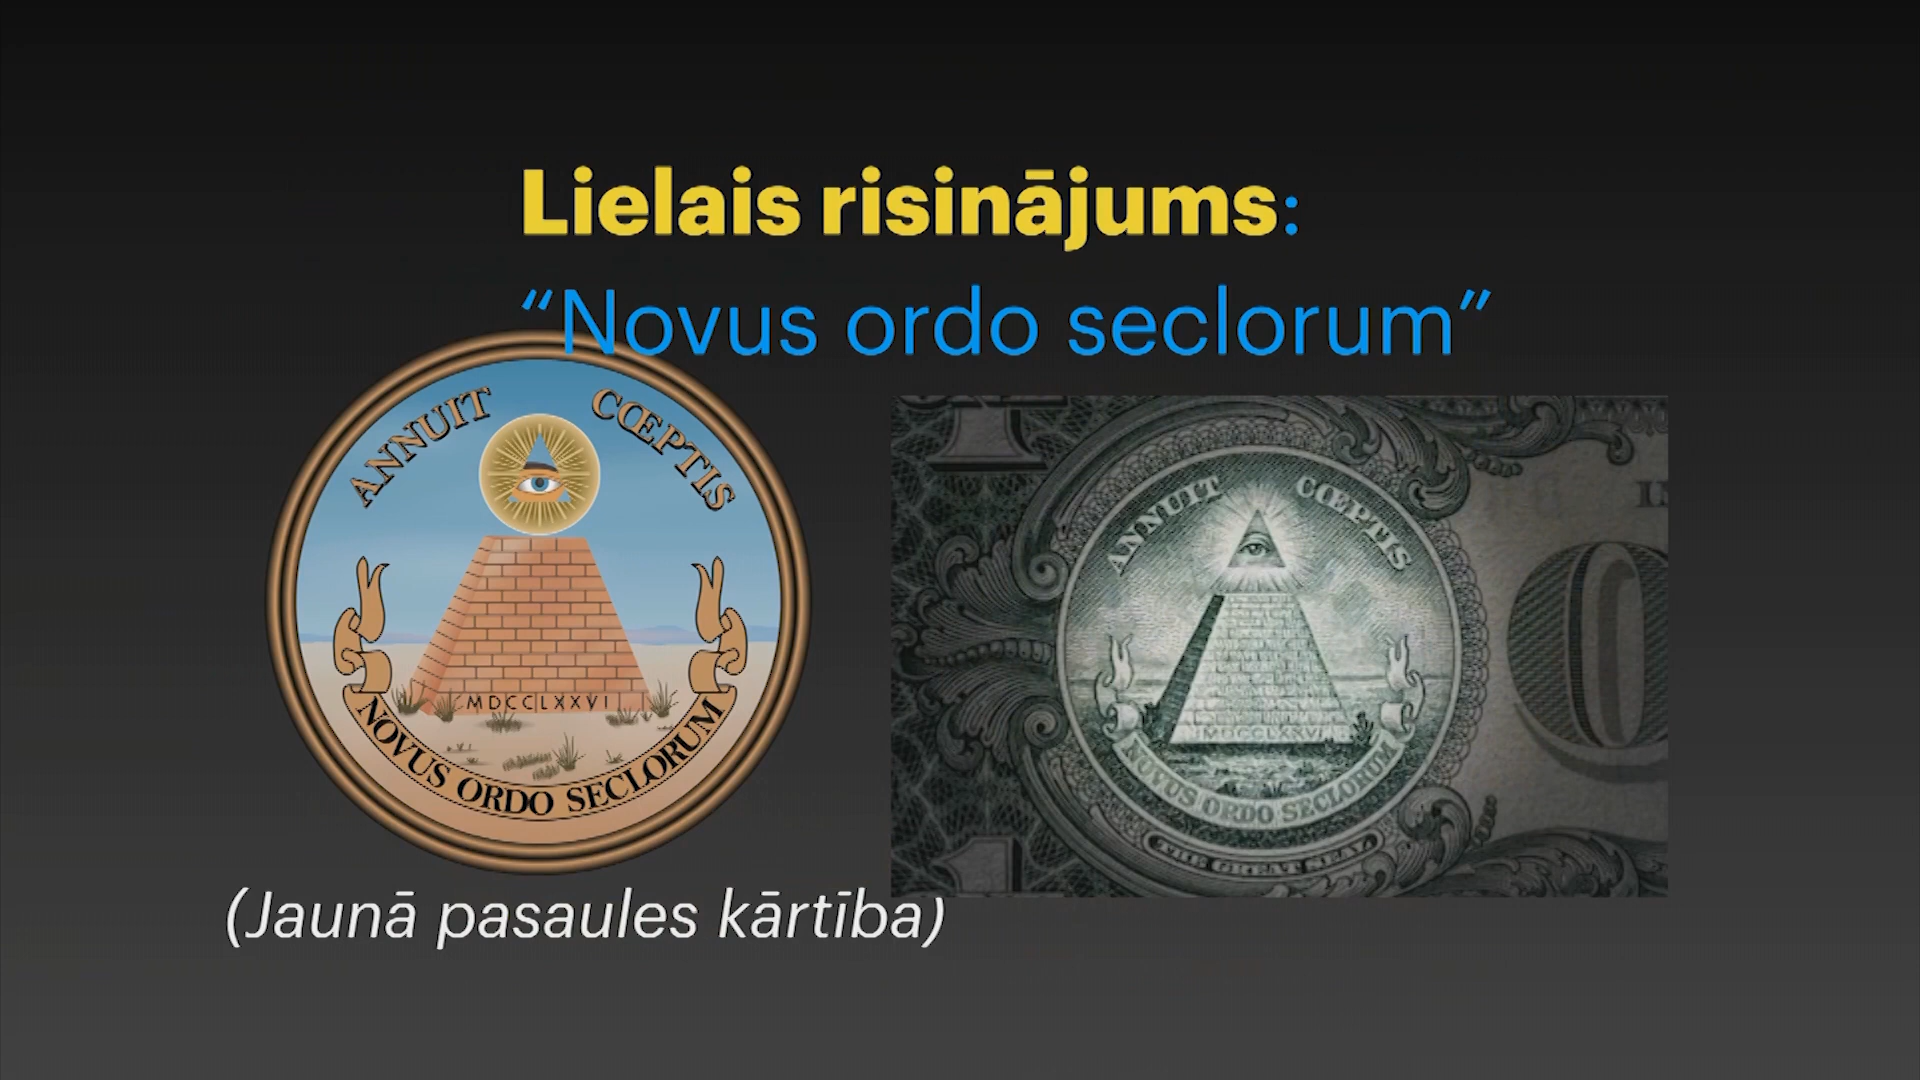 Lielais risinājums:
“Novus ordo seclorum”
ANNUIT CŒPTIS
MDCCLXXVI
NOVUS ORDO SECLORUM
ANNUIT CŒPTIS
MDCCLXXVI
NOVUS ORDO SECLORUM
THE GREAT SEAL
(Jaunā pasaules kārtība)